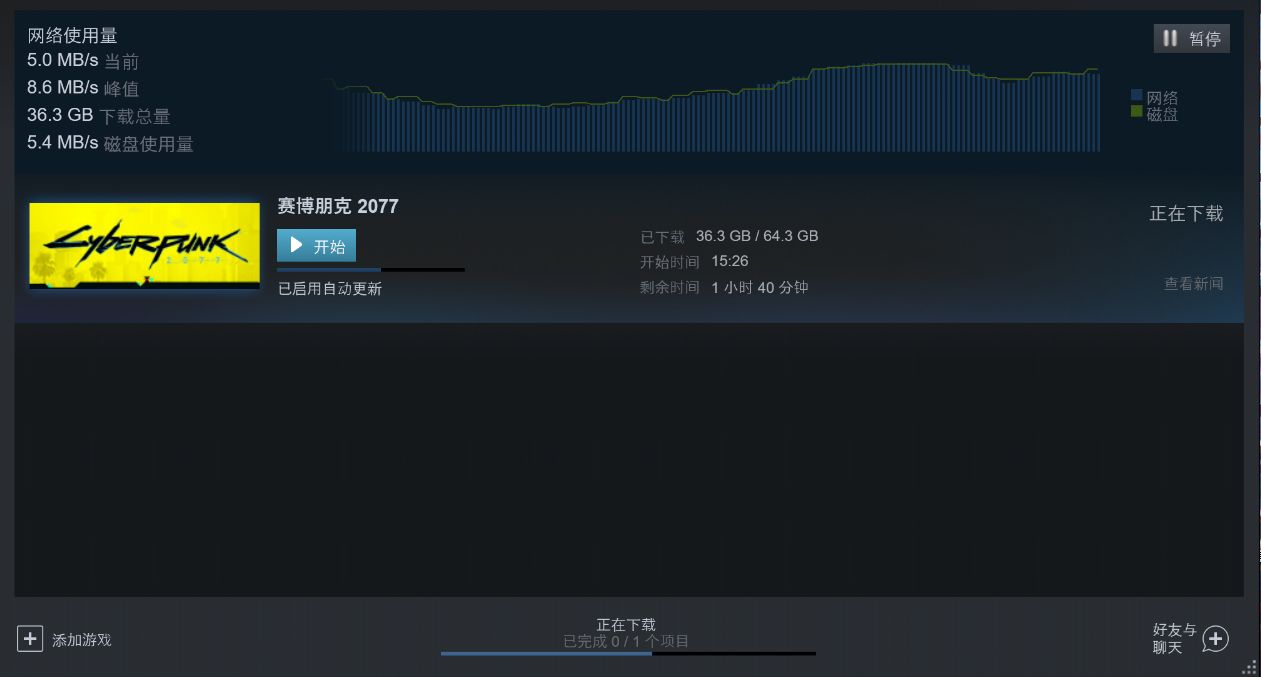 网络使用量
暂停
5.0 MB/s 当前
8.6 MB/s 峰值
36.3 GB 下载总量
5.4 MB/s 磁盘使用量
网络
磁盘
CYBERPUNK
2077
赛博朋克 2077
开始
已启用自动更新
已下载 36.3 GB / 64.3 GB
开始时间 15:26
剩余时间 1 小时 40 分钟
正在下载
查看新闻
添加游戏
正在下载
已完成 0 / 1 个项目
好友与
聊天